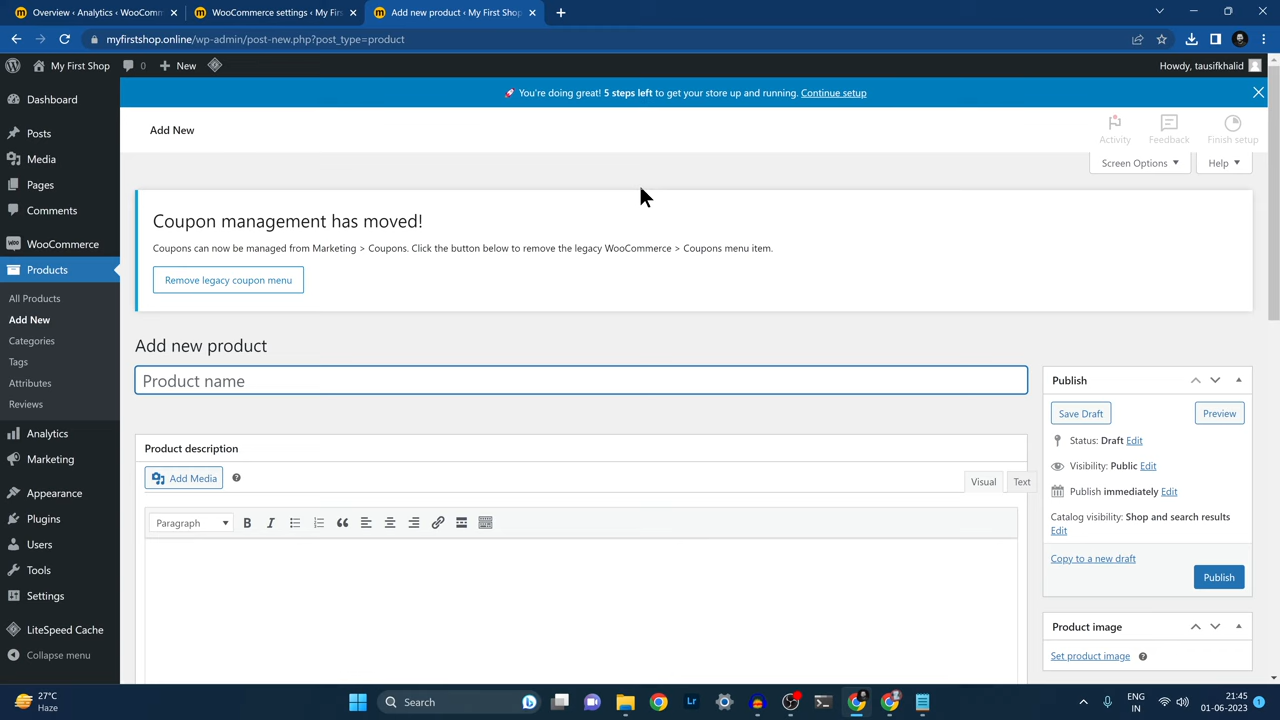 Overview ‹ Analytics ‹ WooComm
WooCommerce settings ‹ My Firs
Add new product ‹ My First Shop
myfirstshop.online/wp-admin/post-new.php?post_type=product
My First Shop
0
New
Howdy, tausifkhalid
🚀 You're doing great! 5 steps left to get your store up and running. Continue setup
Add New
Activity
Feedback
Finish setup
Screen Options
Help
Dashboard
Posts
Media
Pages
Comments
WooCommerce
Products
All Products
Add New
Categories
Tags
Attributes
Reviews
Analytics
Marketing
Appearance
Plugins
Users
Tools
Settings
LiteSpeed Cache
Collapse menu
Coupon management has moved!
Coupons can now be managed from Marketing > Coupons. Click the button below to remove the legacy WooCommerce > Coupons menu item.
Remove legacy coupon menu
Add new product
Product name
Product description
Add Media
Visual
Text
Paragraph
B
I
Publish
Save Draft
Preview
Status: Draft Edit
Visibility: Public Edit
Publish immediately Edit
Catalog visibility: Shop and search results
Edit
Copy to a new draft
Publish
Product image
Set product image
27°C
Haze
Search
Lr
ENG
IN
21:45
01-06-2023
1